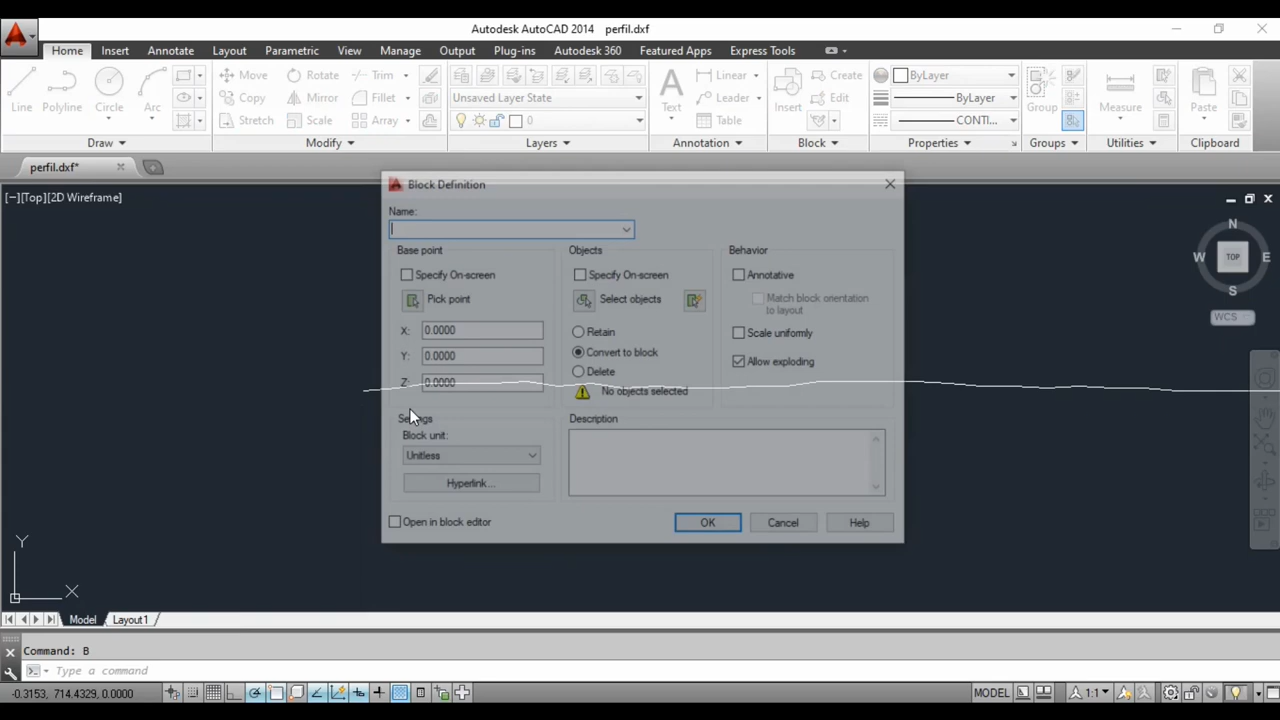 Autodesk AutoCAD 2014 perfil.dxf
Home Insert Annotate Layout Parametric View Manage Output Plug-ins Autodesk 360 Featured Apps Express Tools
Line Polyline Circle Arc
Move Rotate Trim
Copy Mirror Fillet
Stretch Scale Array
Unsaved Layer State
0
Text Linear
Leader
Table
Insert Create
Edit
ByLayer
ByLayer
CONTI...
Group Measure Paste
Draw Modify Layers Annotation Block Properties Groups Utilities Clipboard
perfil.dxf*
[−][Top][2D Wireframe]
Block Definition
Name:
Base point
Specify On-screen
Pick point
X: 0.0000
Y: 0.0000
Z: 0.0000
Objects
Specify On-screen
Select objects
Retain
Convert to block
Delete
No objects selected
Behavior
Annotative
Match block orientation
to layout
Scale uniformly
Allow exploding
Settings
Block unit:
Unitless
Hyperlink...
Description
Open in block editor
OK Cancel Help
N
W TOP E
S
WCS
Y
X
Model Layout1
Command: B
Type a command
-0.3153, 714.4329, 0.0000
MODEL 1:1